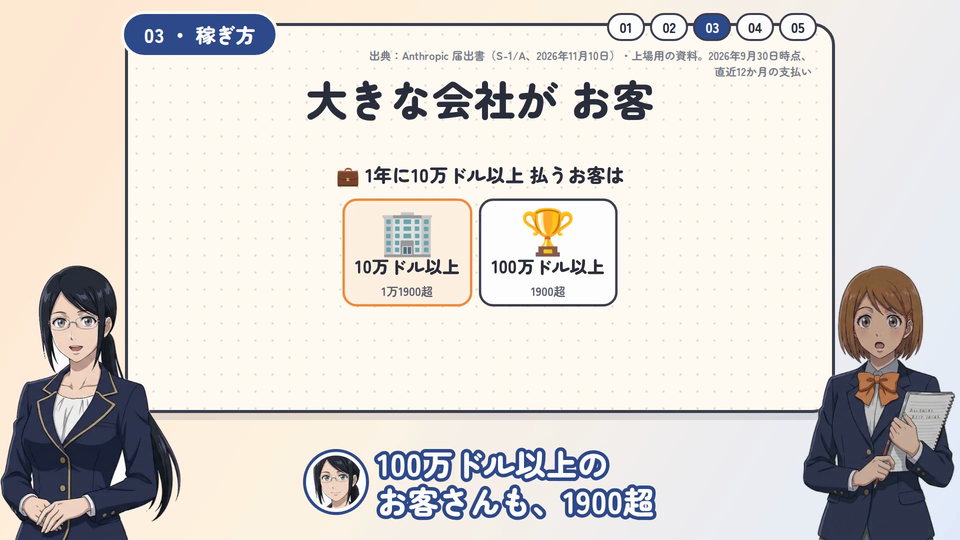 03 ・ 稼ぎ方
01 02 03 04 05
出典：Anthropic 届出書（S-1/A、2026年11月10日）・上場用の資料。2026年9月30日時点、
直近12か月の支払い
大きな会社が お客
1年に10万ドル以上 払うお客は
10万ドル以上
1万1900超
100万ドル以上
1900超
100万ドル以上の
お客さんも、1900超